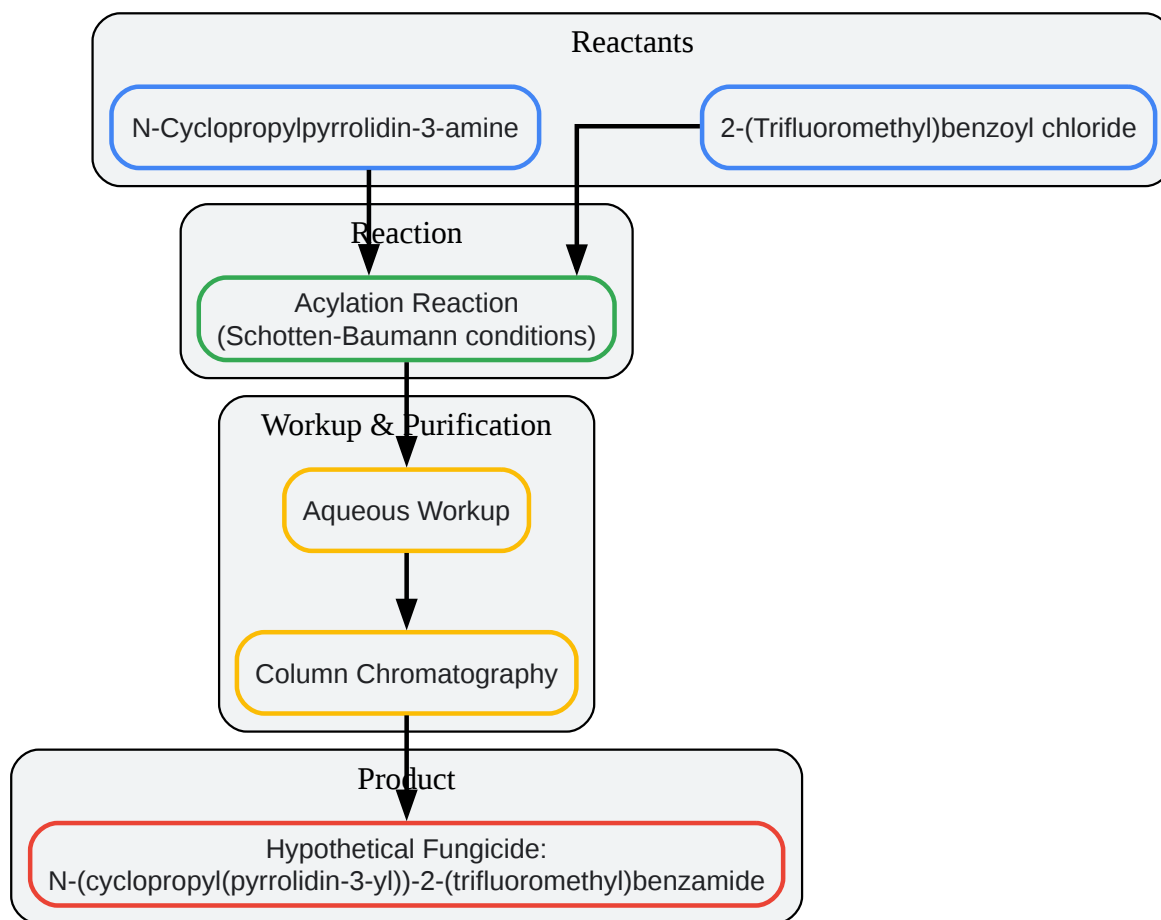 Reactants
N-Cyclopropylpyrrolidin-3-amine
2-(Trifluoromethyl)benzoyl chloride
Reaction
Acylation Reaction
(Schotten-Baumann conditions)
Workup & Purification
Aqueous Workup
Column Chromatography
Product
Hypothetical Fungicide:
N-(cyclopropyl(pyrrolidin-3-yl))-2-(trifluoromethyl)benzamide